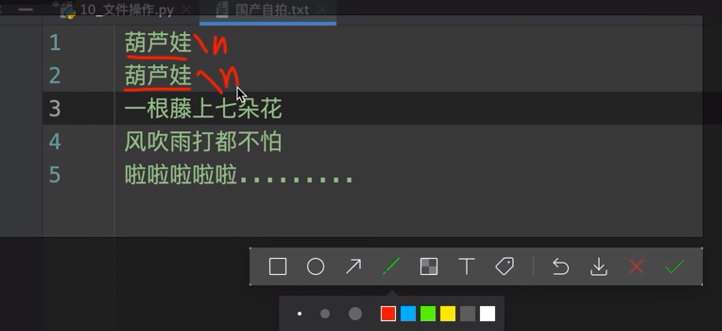 10_文件操作.py 国产自拍.txt
1 葫芦娃\n
2 葫芦娃\n
3 一根藤上七朵花
4 风吹雨打都不怕
5 啦啦啦啦啦.........
T